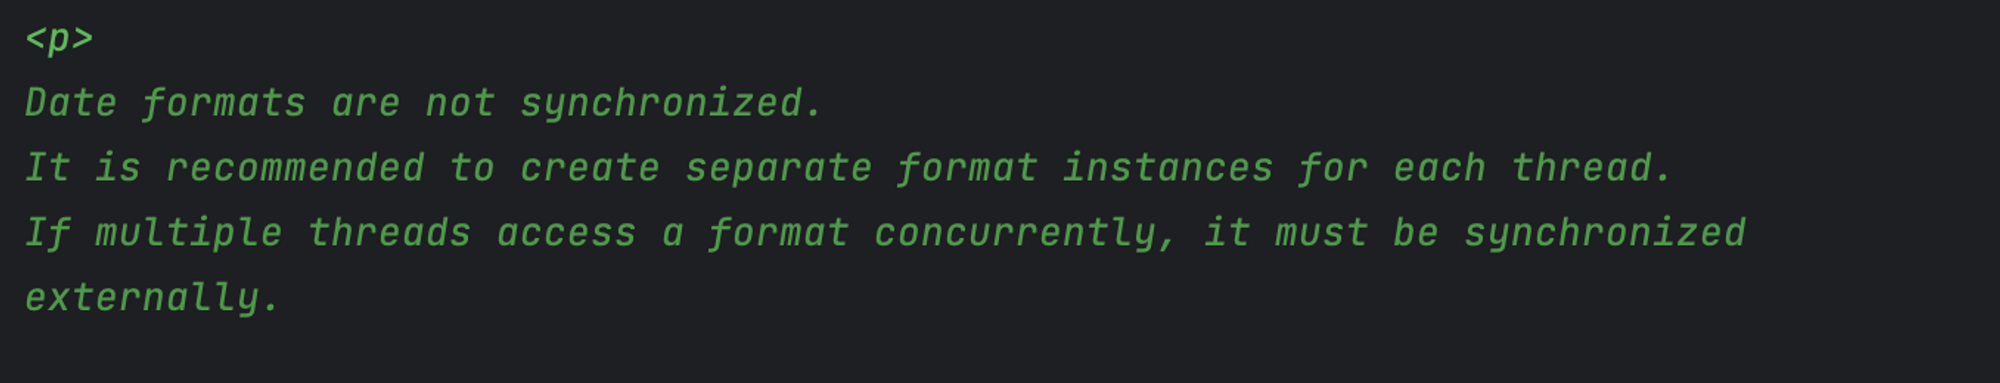 <p>
Date formats are not synchronized.
It is recommended to create separate format instances for each thread.
If multiple threads access a format concurrently, it must be synchronized
externally.